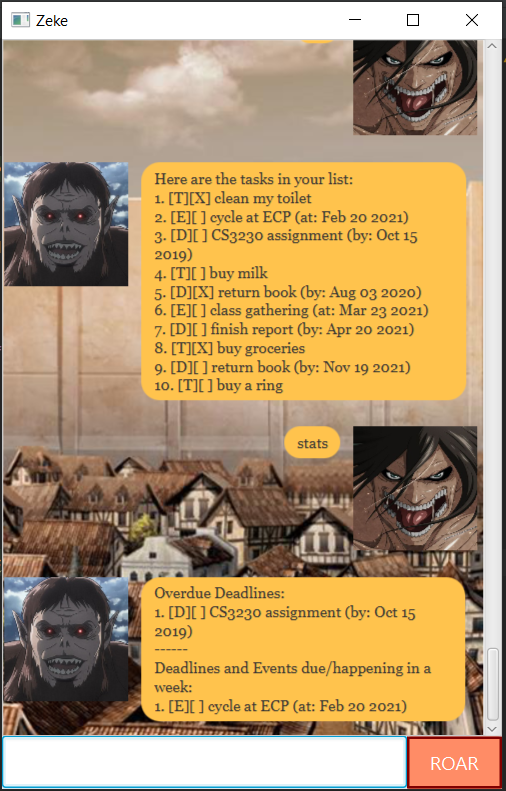 Zeke
Here are the tasks in your list:
1. [T][X] clean my toilet
2. [E][ ] cycle at ECP (at: Feb 20 2021)
3. [D][ ] CS3230 assignment (by: Oct 15
2019)
4. [T][ ] buy milk
5. [D][X] return book (by: Aug 03 2020)
6. [E][ ] class gathering (at: Mar 23 2021)
7. [D][ ] finish report (by: Apr 20 2021)
8. [T][X] buy groceries
9. [D][ ] return book (by: Nov 19 2021)
10. [T][ ] buy a ring
stats
Overdue Deadlines:
1. [D][ ] CS3230 assignment (by: Oct 15
2019)
------
Deadlines and Events due/happening in a
week:
1. [E][ ] cycle at ECP (at: Feb 20 2021)
ROAR